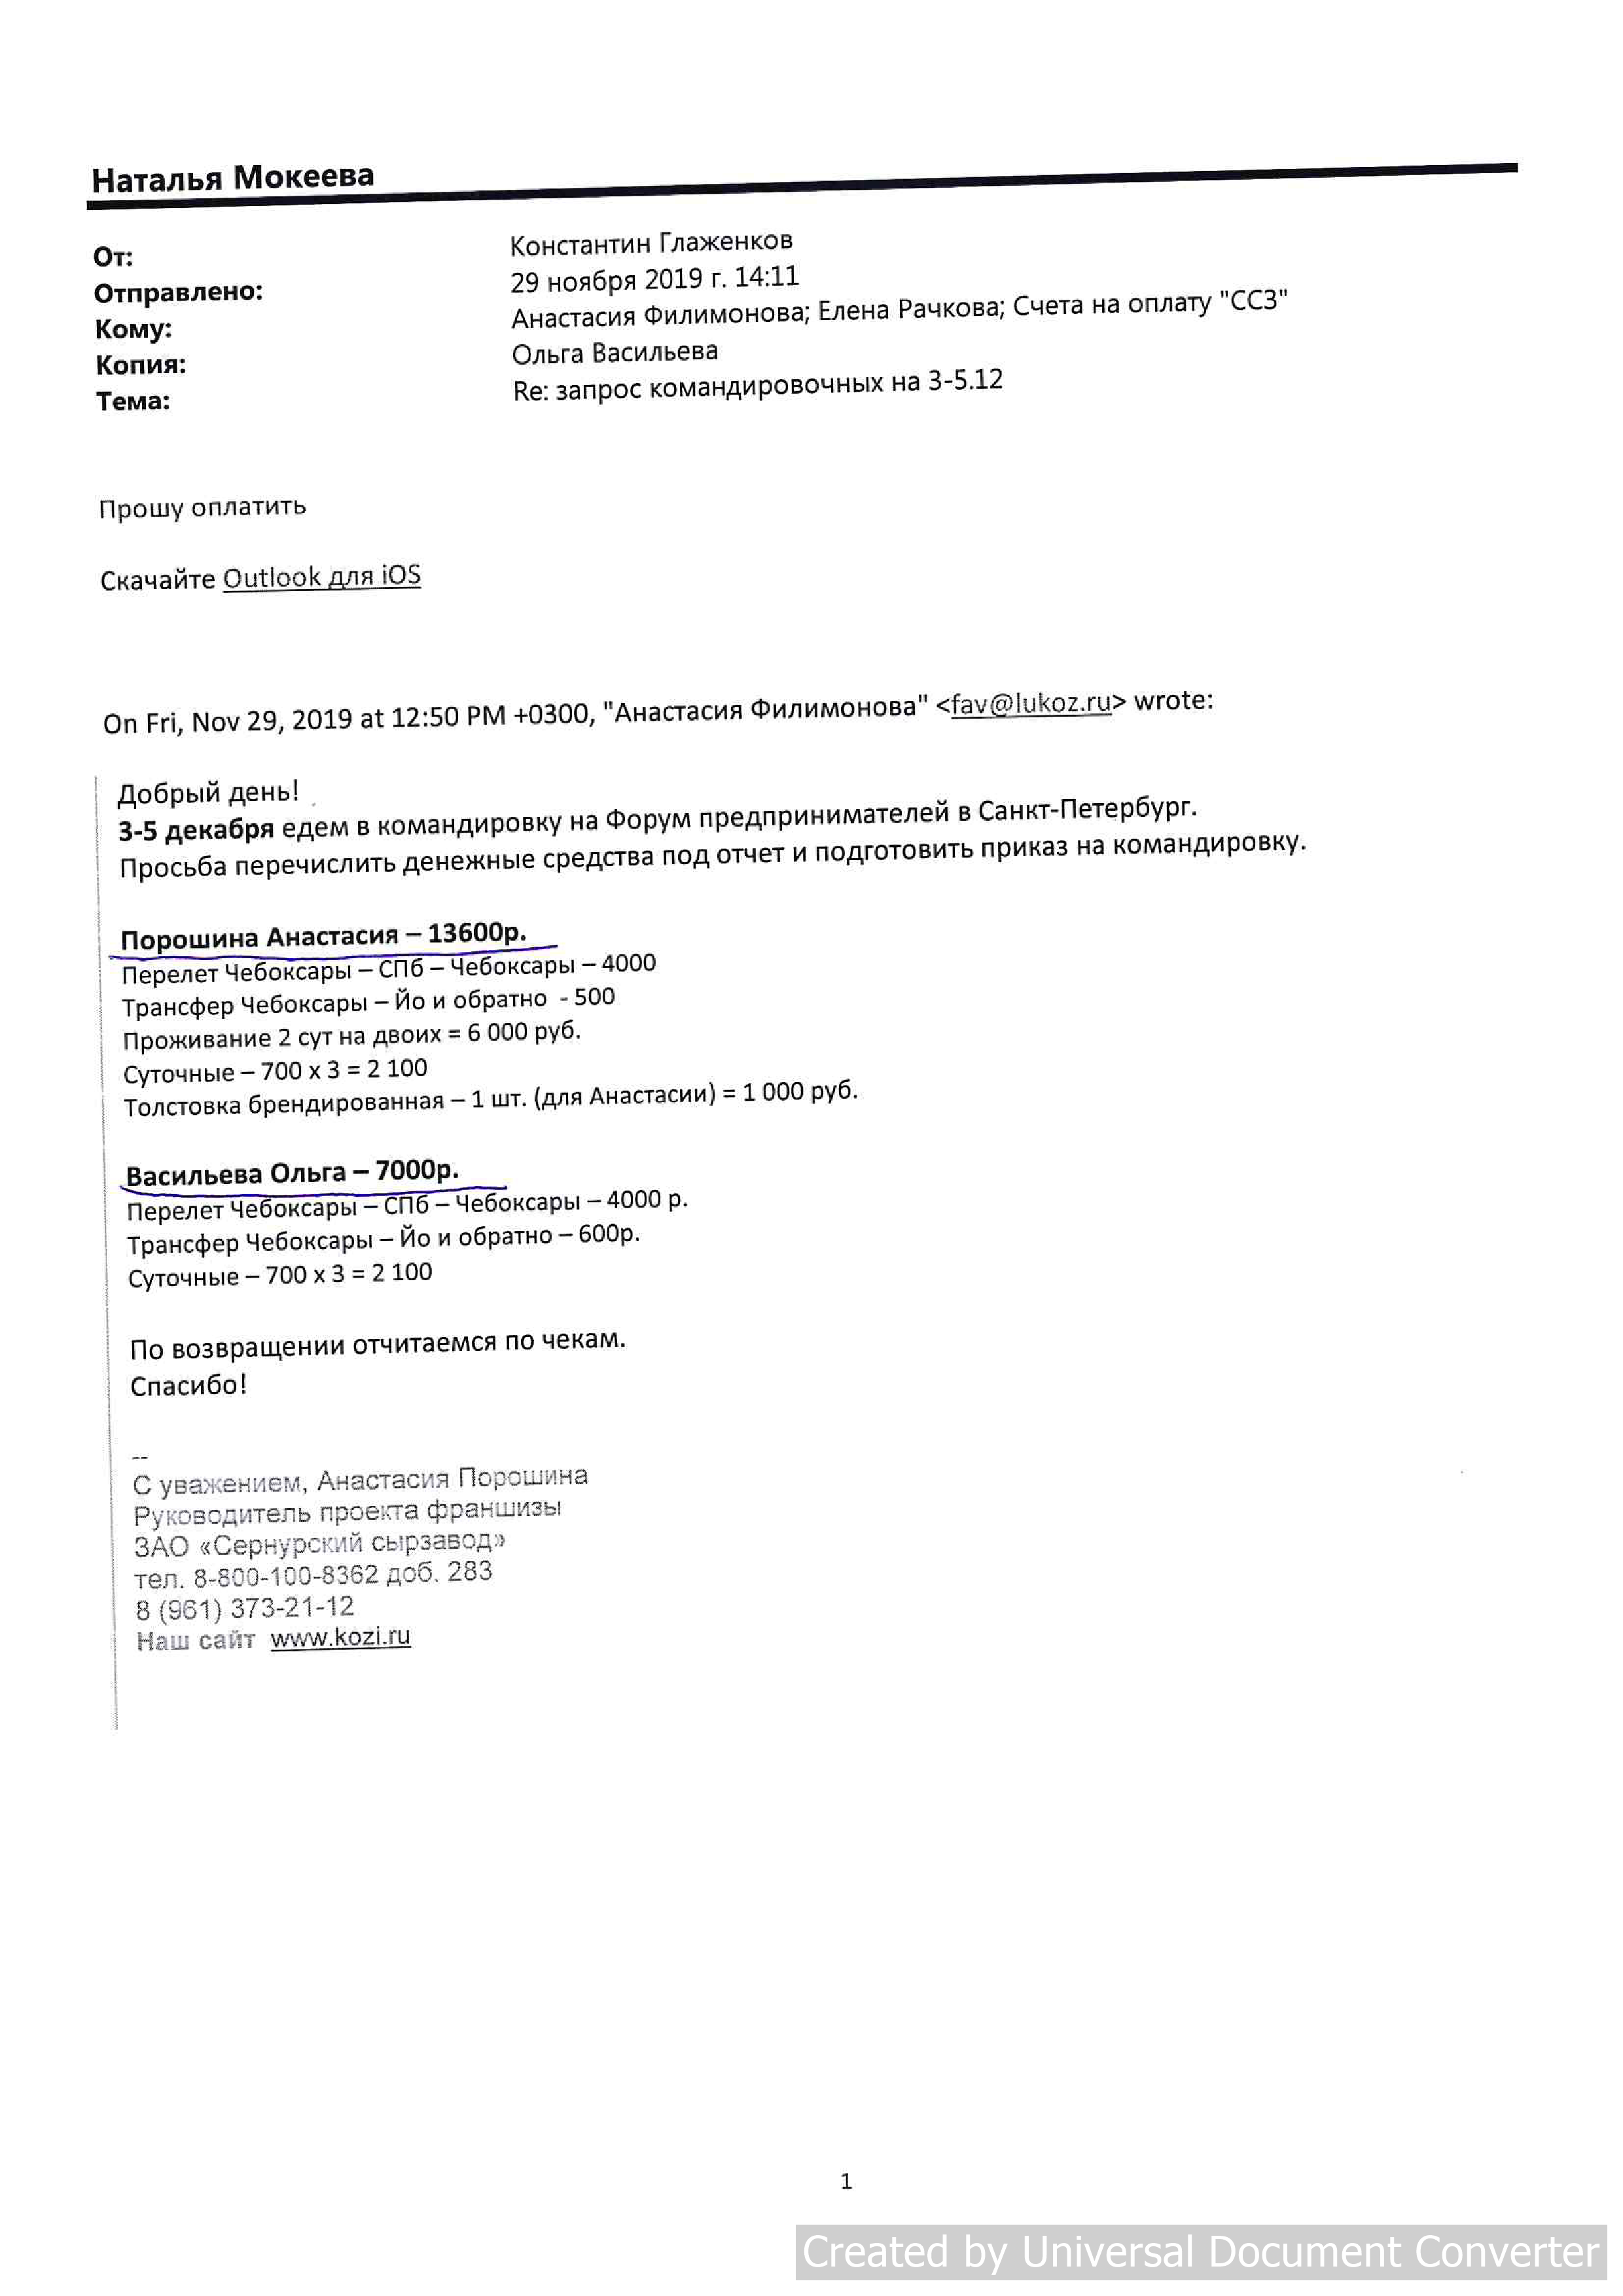 Наталья Мокеева
От: Константин Глаженков
Отправлено: 29 ноября 2019 г. 14:11
Кому: Анастасия Филимонова; Елена Рачкова; Счета на оплату "ССЗ"
Копия: Ольга Васильева
Тема: Re: запрос командировочных на 3-5.12
Прошу оплатить
Скачайте Outlook для iOS
On Fri, Nov 29, 2019 at 12:50 PM +0300, "Анастасия Филимонова" <fav@lukoz.ru> wrote:
Добрый день!
3-5 декабря едем в командировку на Форум предпринимателей в Санкт-Петербург.
Просьба перечислить денежные средства под отчет и подготовить приказ на командировку.
Порошина Анастасия – 13600р.
Перелет Чебоксары – СПб – Чебоксары – 4000
Трансфер Чебоксары – Йо и обратно - 500
Проживание 2 сут на двоих = 6 000 руб.
Суточные – 700 х 3 = 2 100
Толстовка брендированная – 1 шт. (для Анастасии) = 1 000 руб.
Васильева Ольга – 7000р.
Перелет Чебоксары – СПб – Чебоксары – 4000 р.
Трансфер Чебоксары – Йо и обратно – 600р.
Суточные – 700 х 3 = 2 100
По возвращении отчитаемся по чекам.
Спасибо!
--
С уважением, Анастасия Порошина
Руководитель проекта франшизы
ЗАО «Сернурский сырзавод»
тел. 8-800-100-8362 доб. 283
8 (961) 373-21-12
Наш сайт www.kozi.ru
1
Created by Universal Document Converter